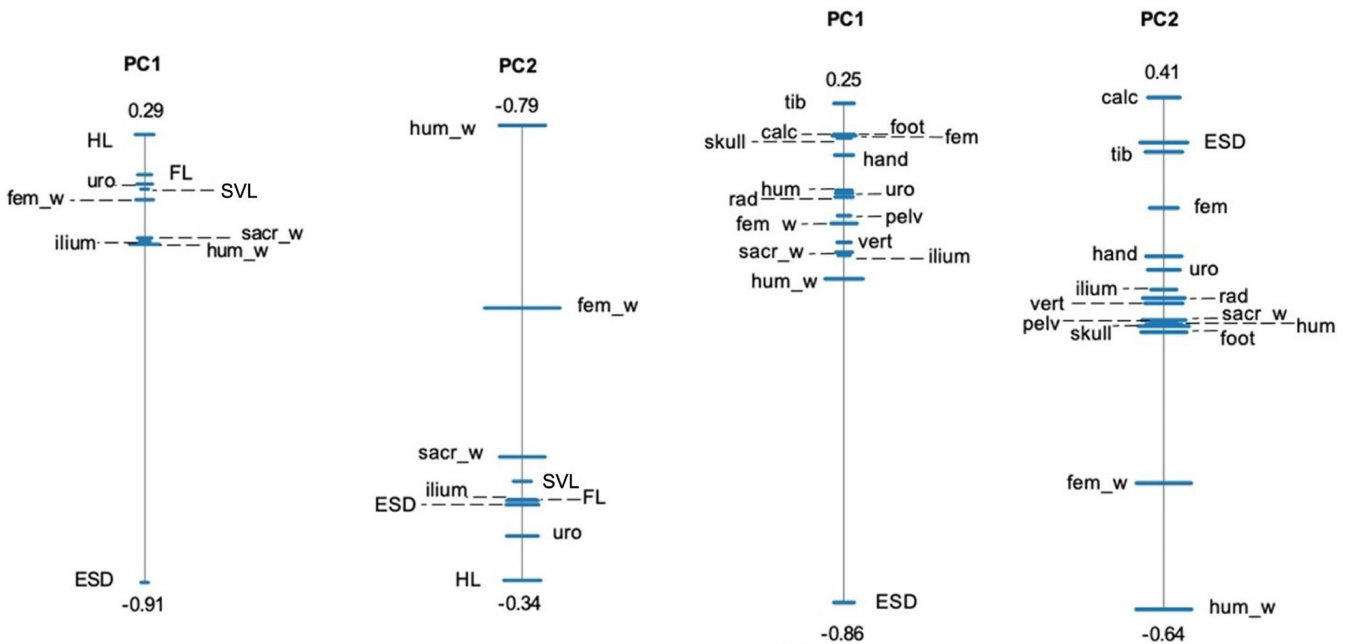 PC1
0.29
HL
FL
uro
SVL
fem_w
sacr_w
ilium
hum_w
ESD
-0.91
PC2
-0.79
hum_w
fem_w
sacr_w
SVL
ilium
FL
ESD
uro
HL
-0.34
PC1
0.25
tib
calc
foot
skull
fem
hand
hum
uro
rad
pelv
fem w
vert
sacr_w
ilium
hum_w
ESD
-0.86
PC2
0.41
calc
ESD
tib
fem
hand
uro
ilium
rad
vert
sacr_w
pelv
hum
skull
foot
fem_w
hum_w
-0.64